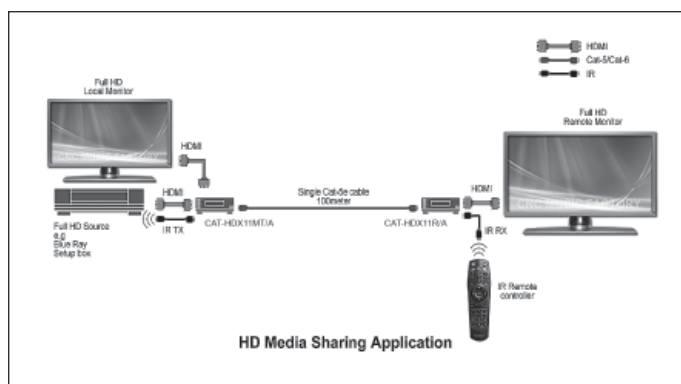 HDMI
Cat-5/Cat-6
IR
Full HD
Local Monitor
Full HD
Remote Monitor
HDMI
HDMI
Single Cat-5e cable
100meter
HDMI
Full HD Source
e.g
Blue Ray
Setup box
IR TX
CAT-HDX11MT/A
CAT-HDX11R/A
IR RX
IR Remote
controller
HD Media Sharing Application